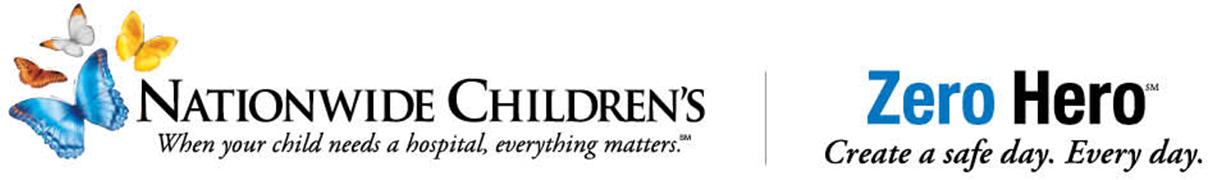 NATIONWIDE CHILDREN'S
When your child needs a hospital, everything matters.℠
Zero Hero℠
Create a safe day. Every day.